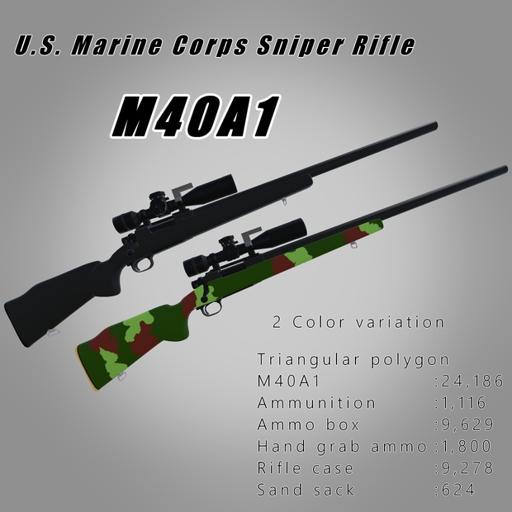 U.S. Marine Corps Sniper Rifle
M40A1
2 Color variation
Triangular polygon
M40A1 :24,186
Ammunition :1,116
Ammo box :9,629
Hand grab ammo :1,800
Rifle case :9,278
Sand sack :624